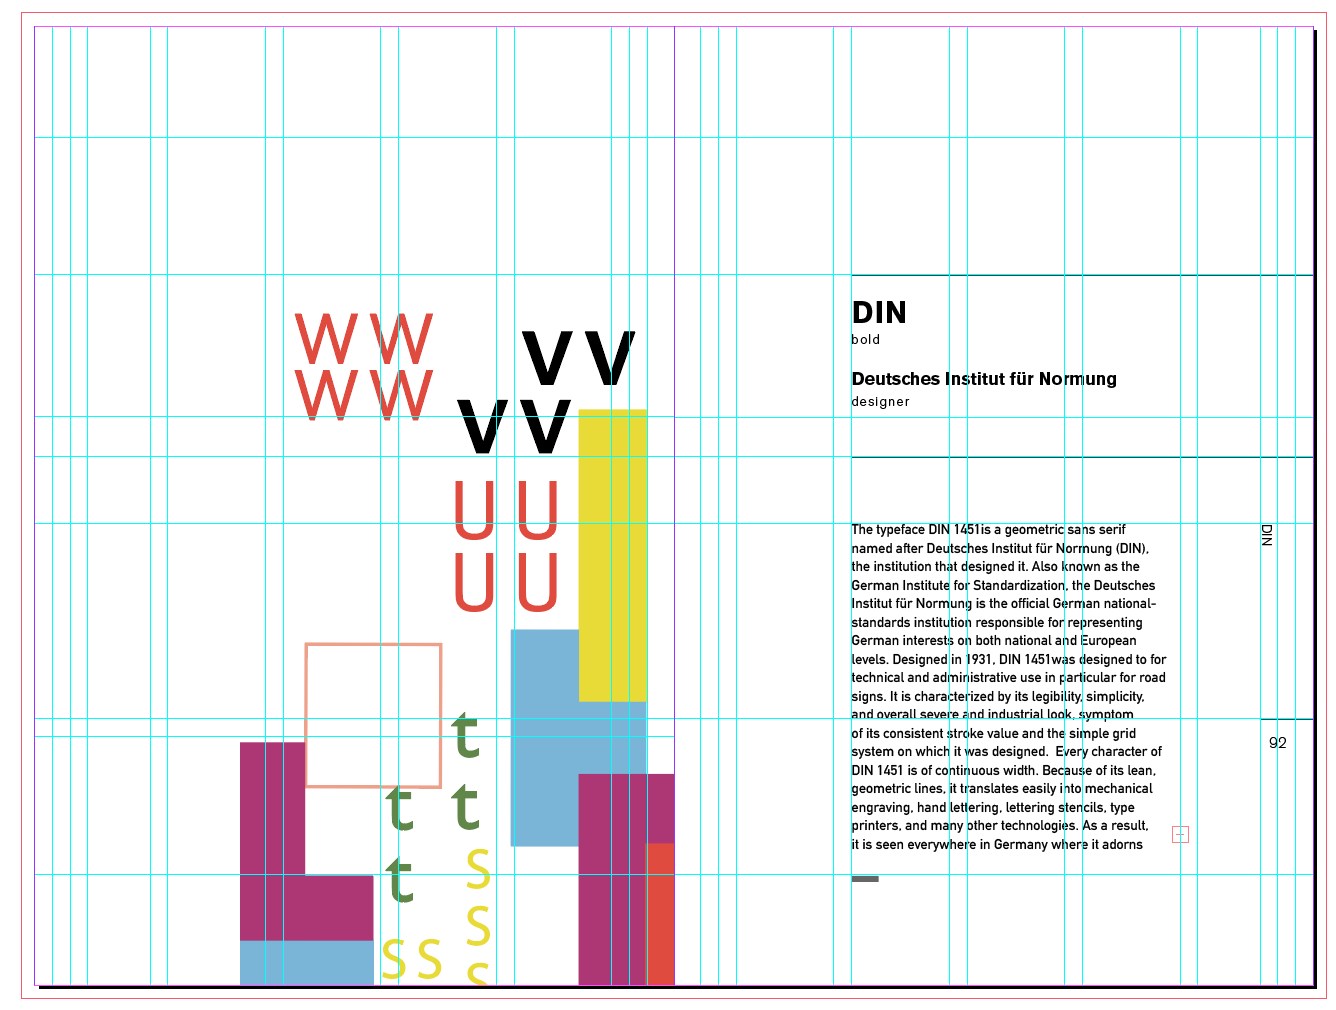 W W
W W
V V
V V
U U
U U
t
t t
t
S
S
S S
S
DIN
bold
Deutsches Institut für Normung
designer
The typeface DIN 1451is a geometric sans serif
named after Deutsches Institut für Normung (DIN),
the institution that designed it. Also known as the
German Institute for Standardization, the Deutsches
Institut für Normung is the official German national-
standards institution responsible for representing
German interests on both national and European
levels. Designed in 1931, DIN 1451was designed to for
technical and administrative use in particular for road
signs. It is characterized by its legibility, simplicity,
and overall severe and industrial look, symptom
of its consistent stroke value and the simple grid
system on which it was designed.  Every character of
DIN 1451 is of continuous width. Because of its lean,
geometric lines, it translates easily into mechanical
engraving, hand lettering, lettering stencils, type
printers, and many other technologies. As a result,
it is seen everywhere in Germany where it adorns
DIN
92